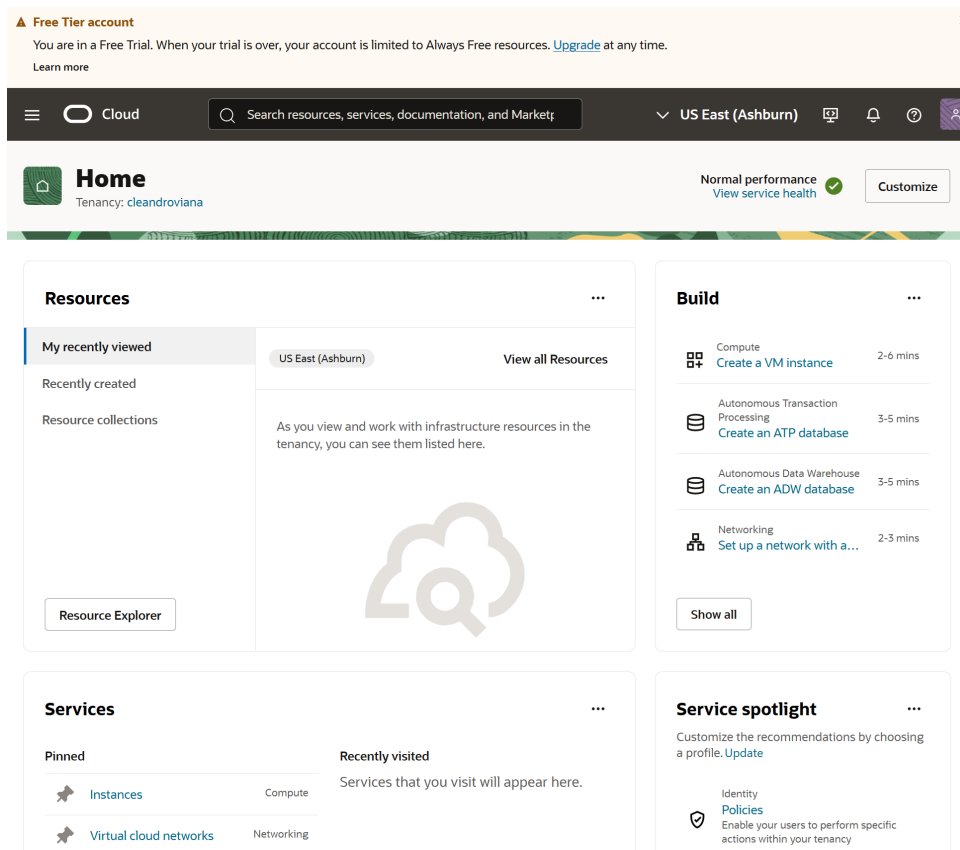 Free Tier account
You are in a Free Trial. When your trial is over, your account is limited to Always Free resources. Upgrade at any time.
Learn more
Cloud
Search resources, services, documentation, and Marketp
US East (Ashburn)
Home
Tenancy: cleandroviana
Normal performance
View service health
Customize
Resources
My recently viewed
Recently created
Resource collections
US East (Ashburn)
View all Resources
As you view and work with infrastructure resources in the
tenancy, you can see them listed here.
Resource Explorer
Build
Compute
Create a VM instance
2-6 mins
Autonomous Transaction
Processing
Create an ATP database
3-5 mins
Autonomous Data Warehouse
Create an ADW database
3-5 mins
Networking
Set up a network with a...
2-3 mins
Show all
Services
Pinned
Instances
Compute
Virtual cloud networks
Networking
Recently visited
Services that you visit will appear here.
Service spotlight
Customize the recommendations by choosing
a profile. Update
Identity
Policies
Enable your users to perform specific
actions within your tenancy